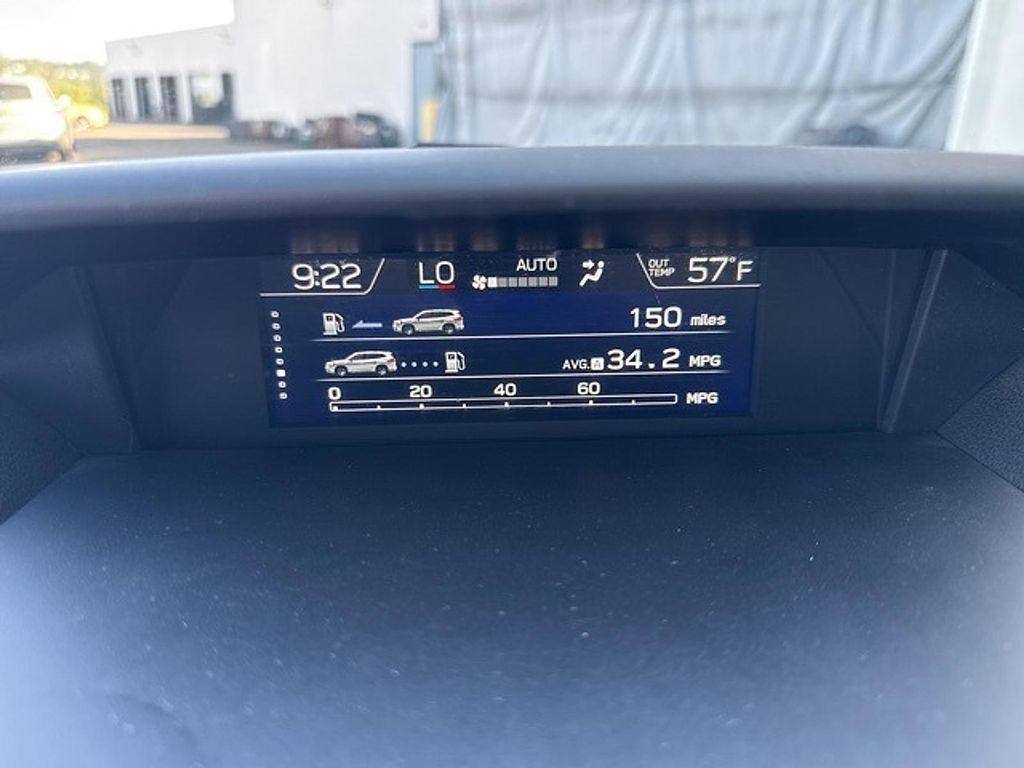 9:22 LO AUTO OUT TEMP 57°F
150 miles
AVG. A 34.2 MPG
0 20 40 60
MPG